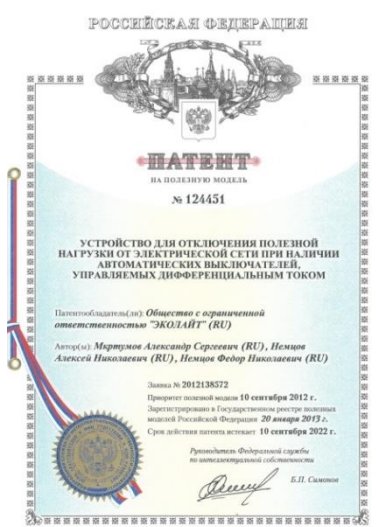 РОССИЙСКАЯ ФЕДЕРАЦИЯ
ПАТЕНТ
НА ПОЛЕЗНУЮ МОДЕЛЬ
№ 124451
УСТРОЙСТВО ДЛЯ ОТКЛЮЧЕНИЯ ПОЛЕЗНОЙ
НАГРУЗКИ ОТ ЭЛЕКТРИЧЕСКОЙ СЕТИ ПРИ НАЛИЧИИ
АВТОМАТИЧЕСКИХ ВЫКЛЮЧАТЕЛЕЙ,
УПРАВЛЯЕМЫХ ДИФФЕРЕНЦИАЛЬНЫМ ТОКОМ
Патентообладатель(ли): Общество с ограниченной
ответственностью "ЭКОЛАЙТ" (RU)
Автор(ы): Мкртумов Александр Сергеевич (RU), Немцов
Алексей Николаевич (RU), Немцов Федор Николаевич (RU)
Заявка № 2012138572
Приоритет полезной модели 10 сентября 2012 г.
Зарегистрировано в Государственном реестре полезных
моделей Российской Федерации 20 января 2013 г.
Срок действия патента истекает 10 сентября 2022 г.
Руководитель Федеральной службы
по интеллектуальной собственности
Б.П. Симонов